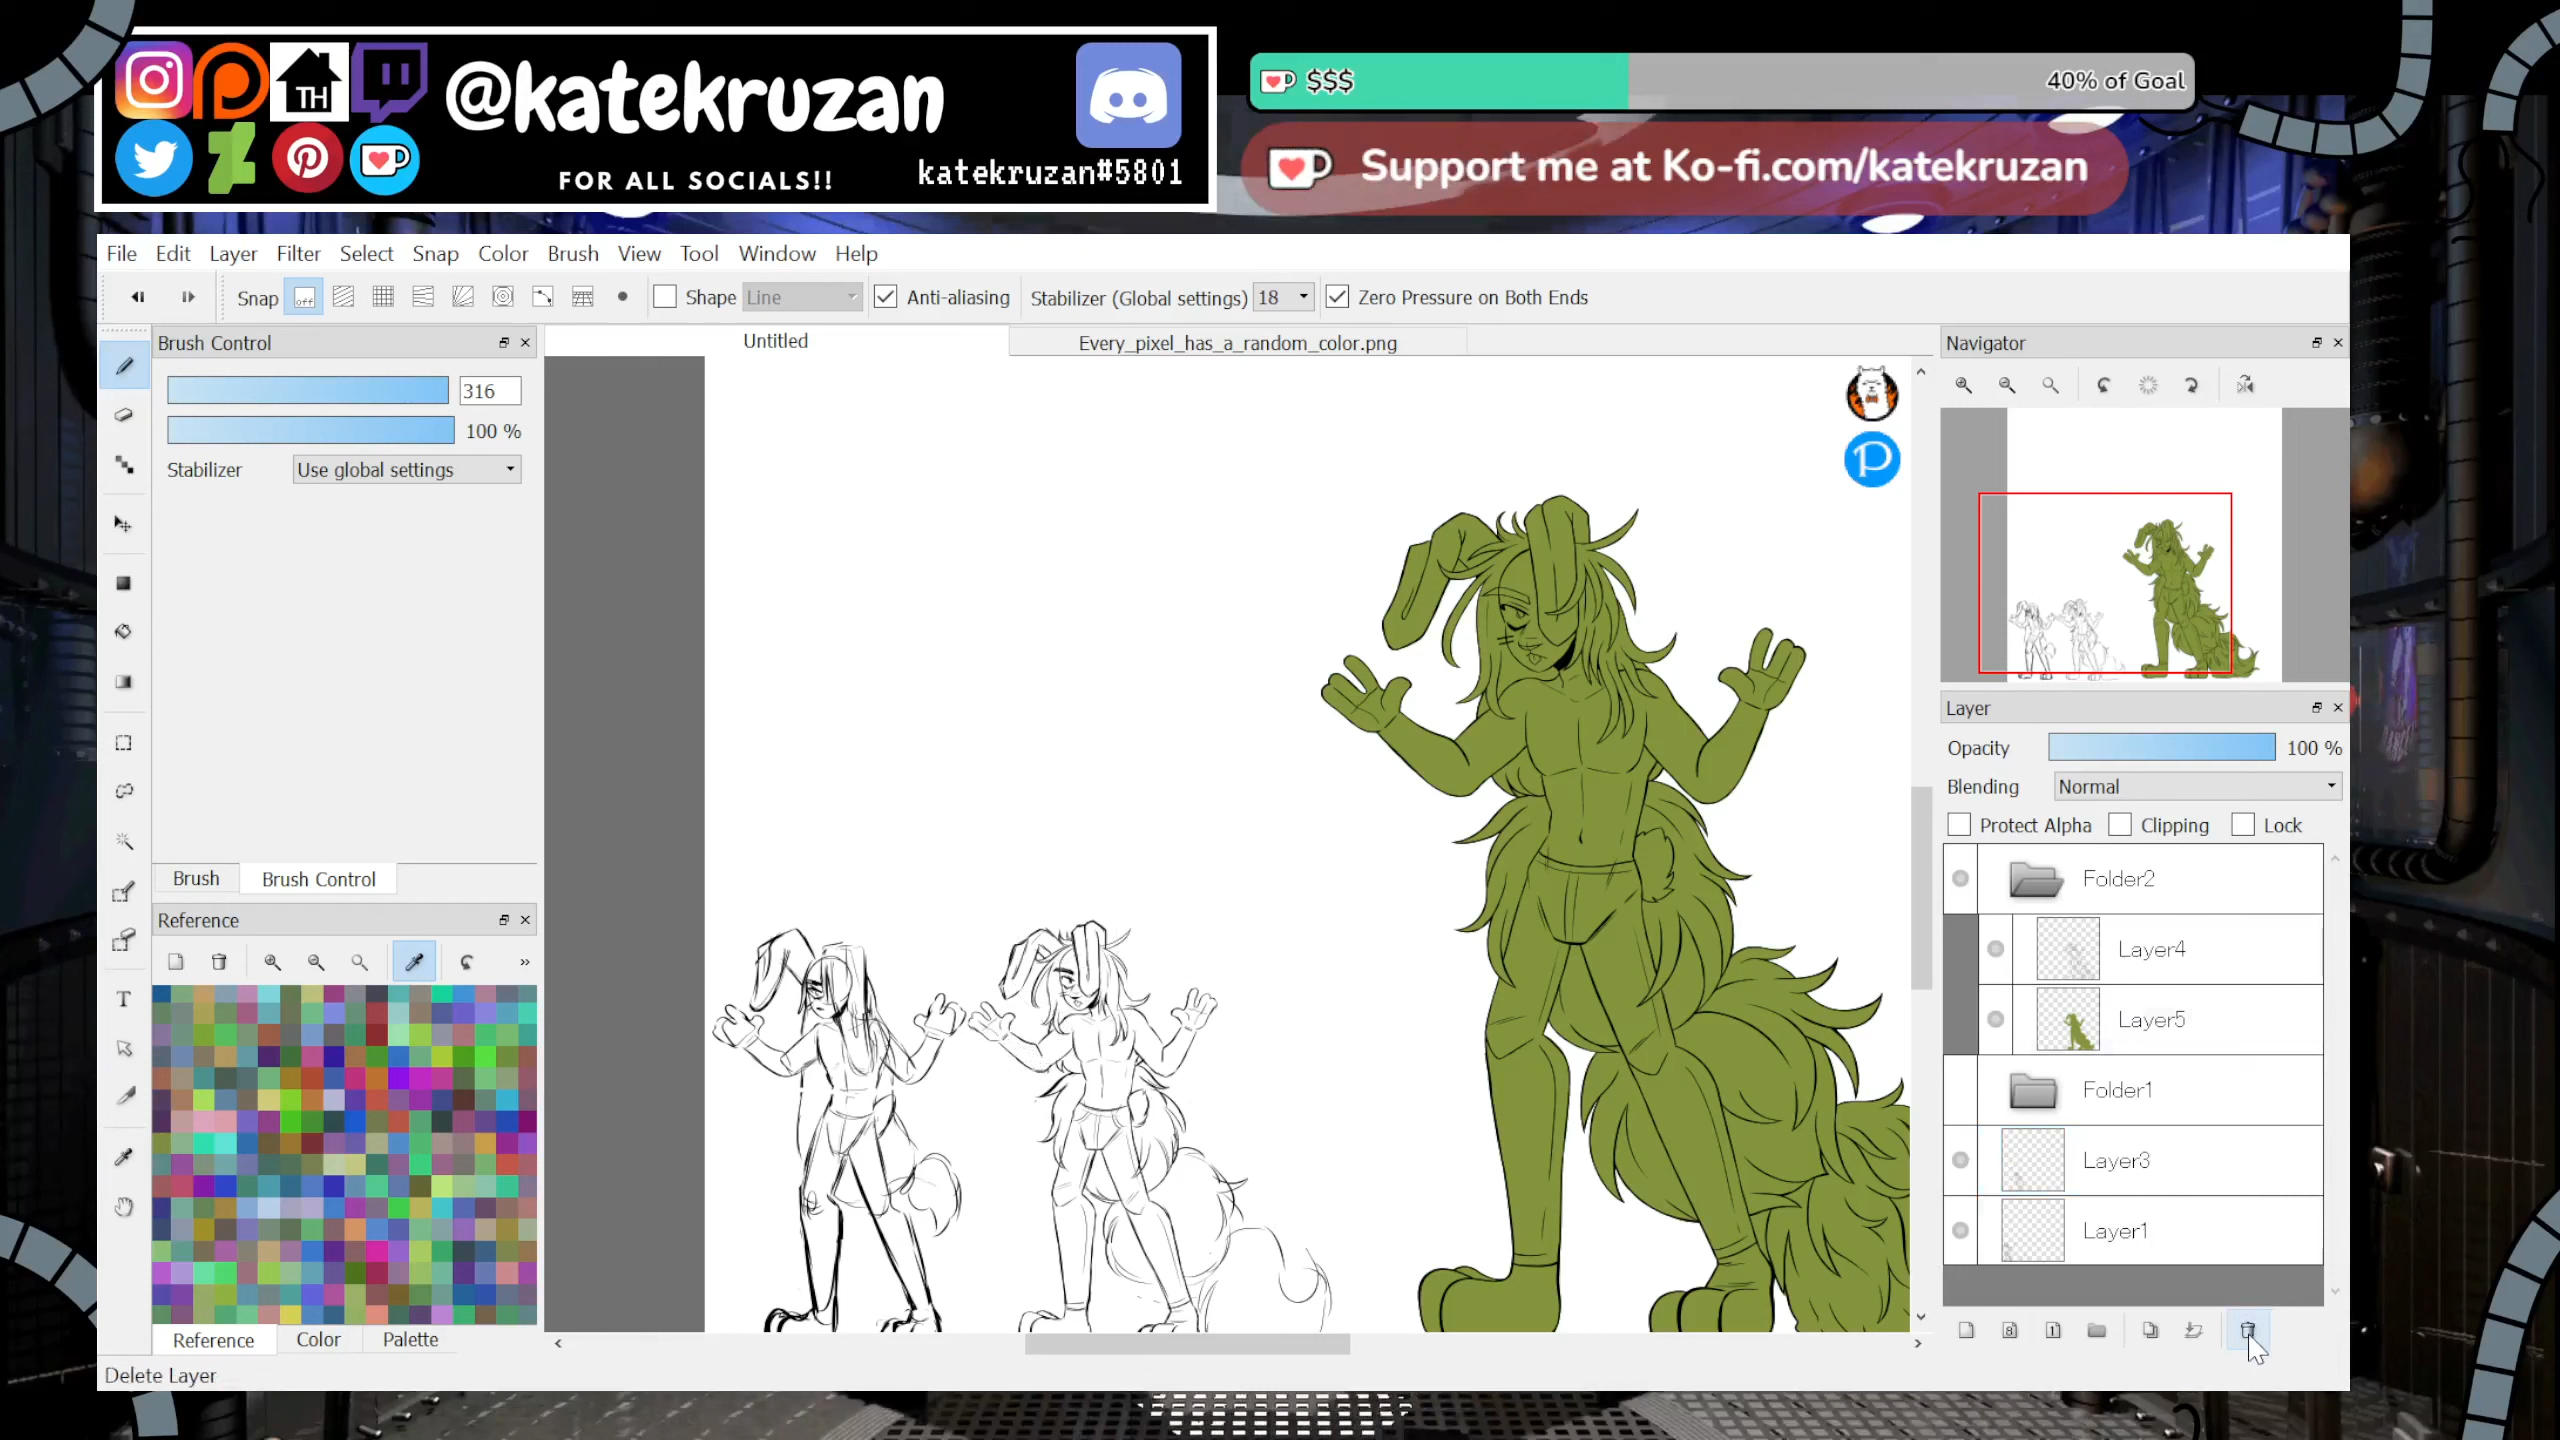 TH
@katekruzan
FOR ALL SOCIALS!!
katekruzan#5801
$$$
40% of Goal
Support me at Ko-fi.com/katekruzan
File Edit Layer Filter Select Snap Color Brush View Tool Window Help
Snap off Shape Line Anti-aliasing Stabilizer (Global settings) 18 Zero Pressure on Both Ends
Brush Control
316
100 %
Stabilizer Use global settings
Brush Brush Control
Reference
Reference Color Palette
Delete Layer
Untitled Every_pixel_has_a_random_color.png
P
Navigator
Layer
Opacity 100 %
Blending Normal
Protect Alpha Clipping Lock
Folder2
Layer4
Layer5
Folder1
Layer3
Layer1
8 1
T